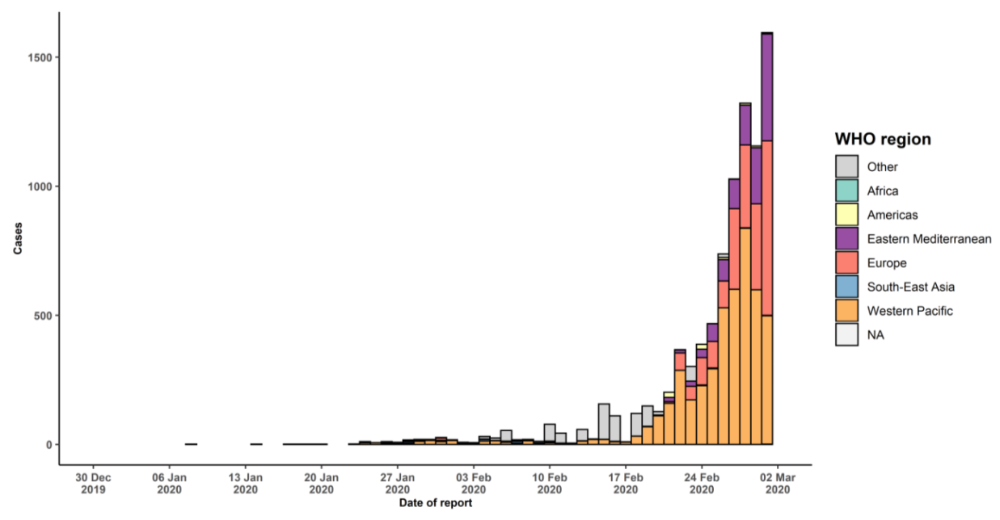 1500
1000
500
0
Cases
30 Dec
2019
06 Jan
2020
13 Jan
2020
20 Jan
2020
27 Jan
2020
03 Feb
2020
10 Feb
2020
17 Feb
2020
24 Feb
2020
02 Mar
2020
Date of report
WHO region
Other
Africa
Americas
Eastern Mediterranean
Europe
South-East Asia
Western Pacific
NA